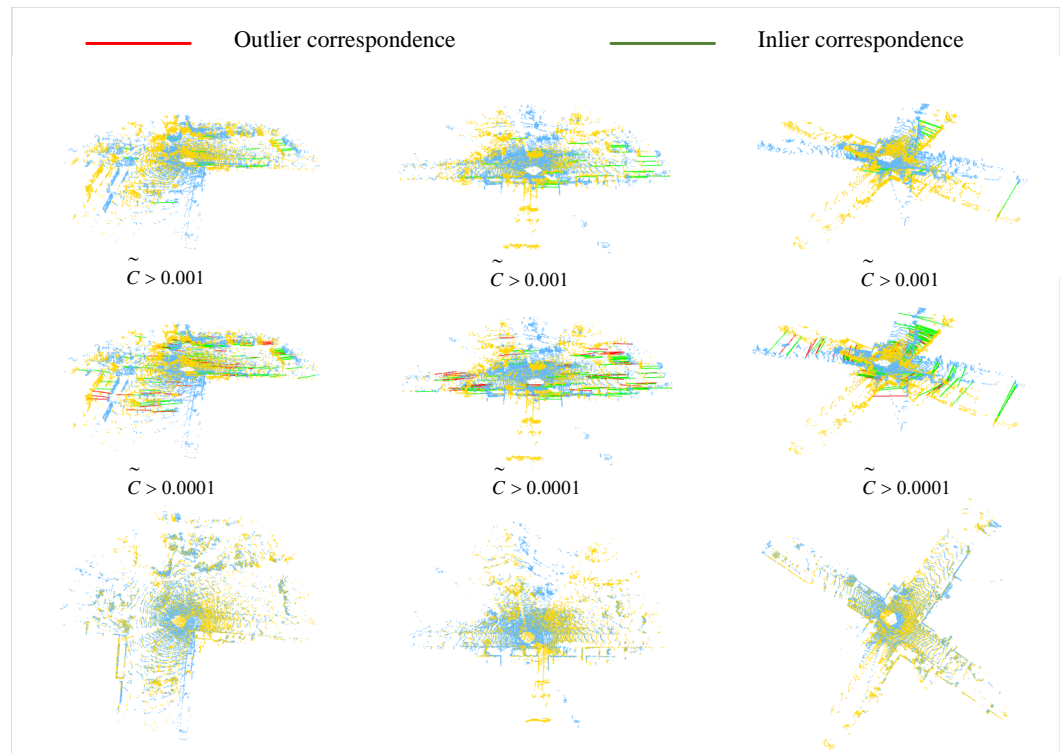 Outlier correspondence Inlier correspondence
C̃ > 0.001 C̃ > 0.001 C̃ > 0.001
C̃ > 0.0001 C̃ > 0.0001 C̃ > 0.0001